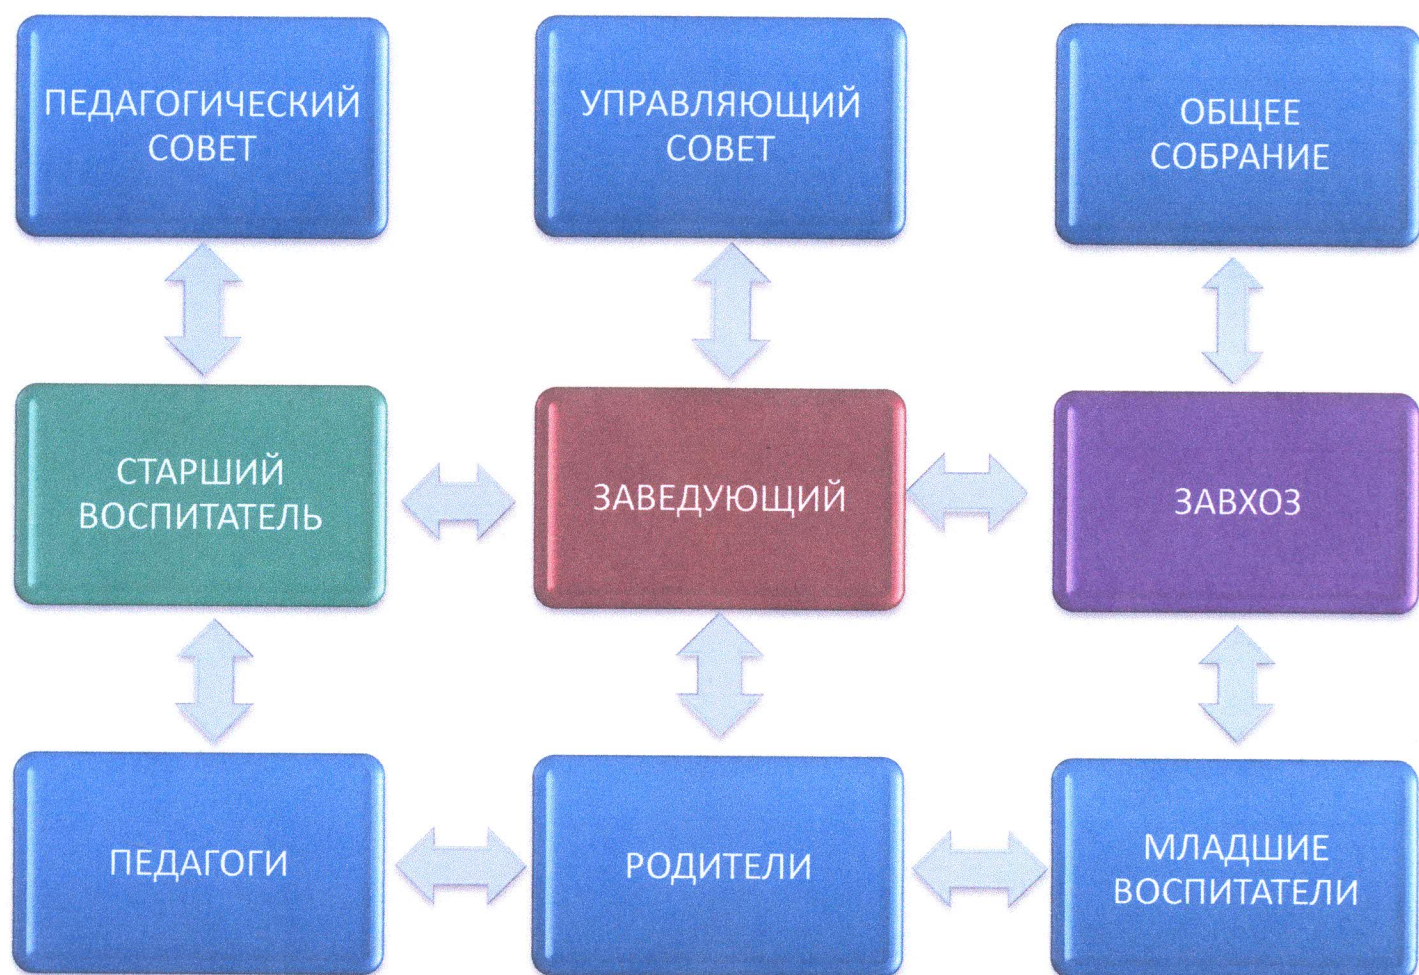 ПЕДАГОГИЧЕСКИЙ
СОВЕТ
УПРАВЛЯЮЩИЙ
СОВЕТ
ОБЩЕЕ
СОБРАНИЕ
СТАРШИЙ
ВОСПИТАТЕЛЬ
ЗАВЕДУЮЩИЙ
ЗАВХОЗ
ПЕДАГОГИ
РОДИТЕЛИ
МЛАДШИЕ
ВОСПИТАТЕЛИ